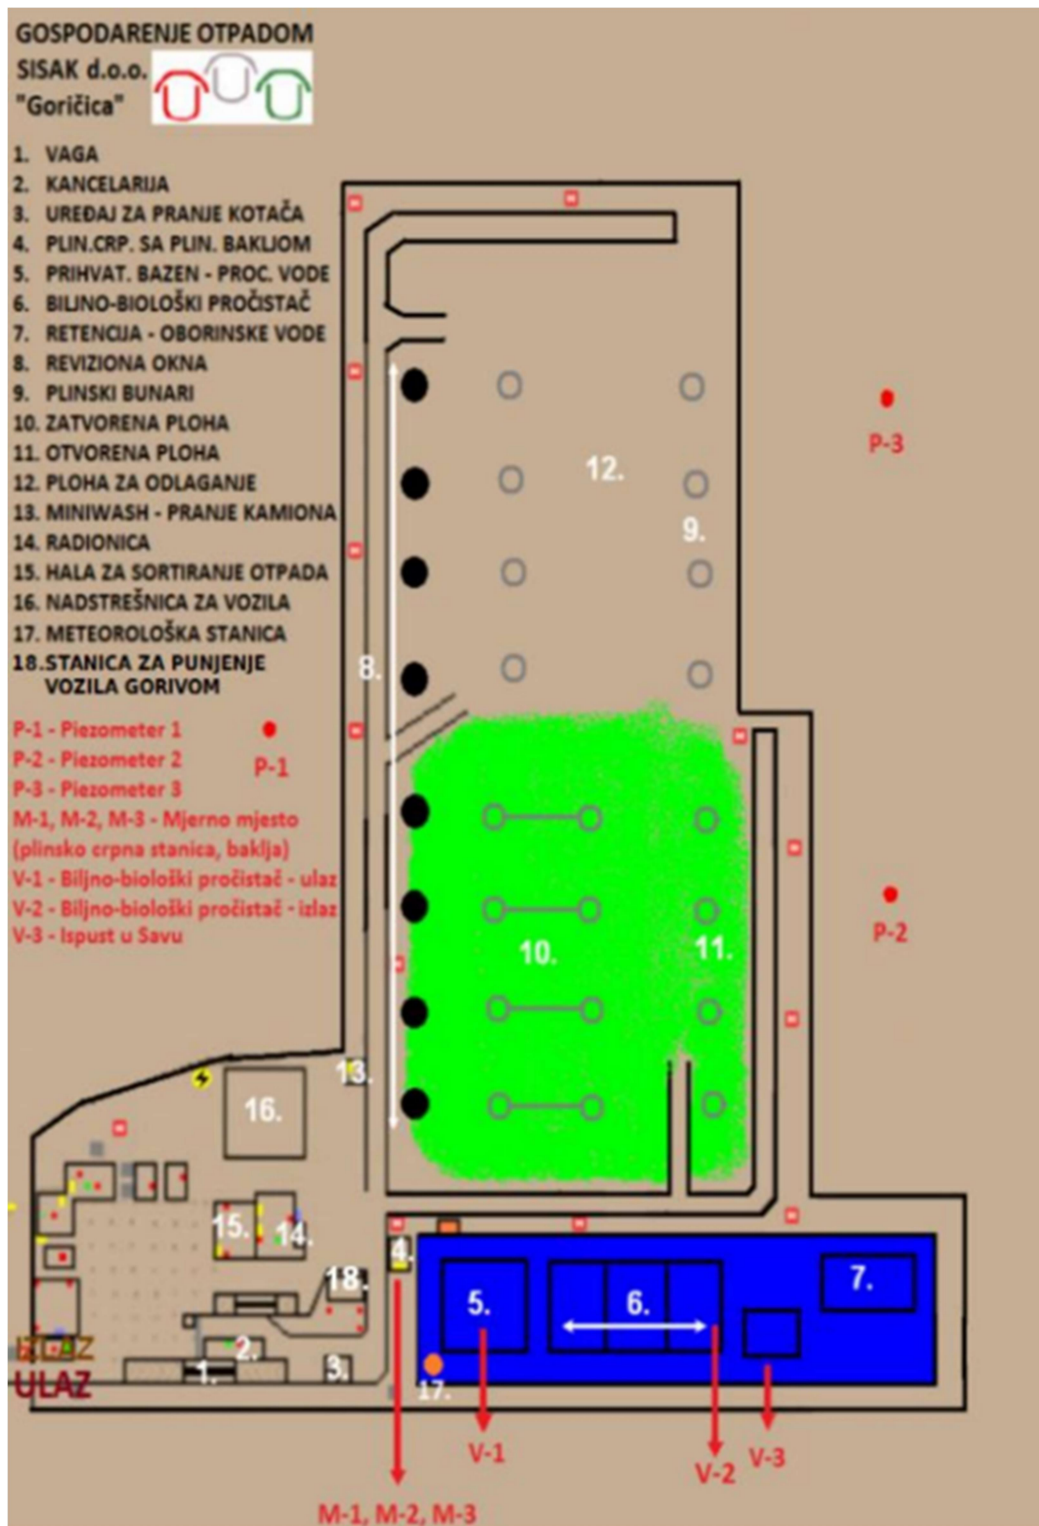 GOSPODARENJE OTPADOM
SISAK d.o.o.
"Goričica"
1. VAGA
2. KANCELARIJA
3. UREĐAJ ZA PRANJE KOTAČA
4. PLIN.CRP. SA PLIN. BAKLJOM
5. PRIHVAT. BAZEN - PROC. VODE
6. BILJNO-BIOLOŠKI PROČISTAČ
7. RETENCIJA - OBORINSKE VODE
8. REVIZIONA OKNA
9. PLINSKI BUNARI
10. ZATVORENA PLOHA
11. OTVORENA PLOHA
12. PLOHA ZA ODLAGANJE
13. MINIWASH - PRANJE KAMIONA
14. RADIONICA
15. HALA ZA SORTIRANJE OTPADA
16. NADSTREŠNICA ZA VOZILA
17. METEOROLOŠKA STANICA
18.STANICA ZA PUNJENJE
VOZILA GORIVOM
P-1 - Piezometer 1
P-2 - Piezometer 2
P-3 - Piezometer 3
M-1, M-2, M-3 - Mjerno mjesto
(plinsko crpna stanica, baklja)
V-1 - Biljno-biološki pročistač - ulaz
V-2 - Biljno-biološki pročistač - izlaz
V-3 - Ispust u Savu
P-1
P-3
12.
9.
8.
P-2
10.
11.
13.
16.
15.
14.
4.
18.
5.
6.
7.
2.
1.
3.
17.
IZLAZ
ULAZ
V-1
V-2
V-3
M-1, M-2, M-3